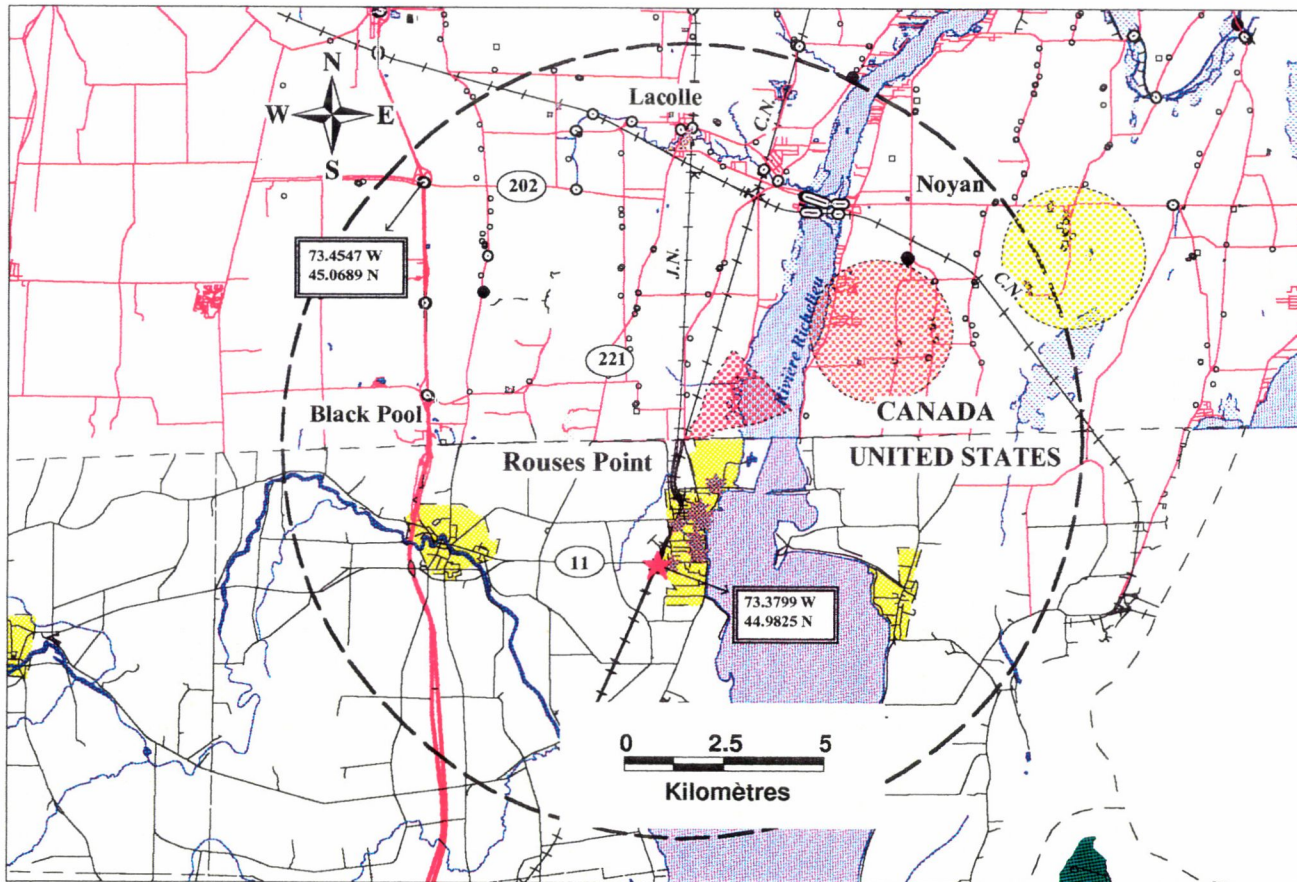 N
W E
S
Lacolle
C.N.
202
Noyan
73.4547 W
45.0689 N
J.N.
C.N.
Rivière Richelieu
221
Black Pool
CANADA
UNITED STATES
Rouses Point
11
73.3799 W
44.9825 N
0 2.5 5
Kilomètres